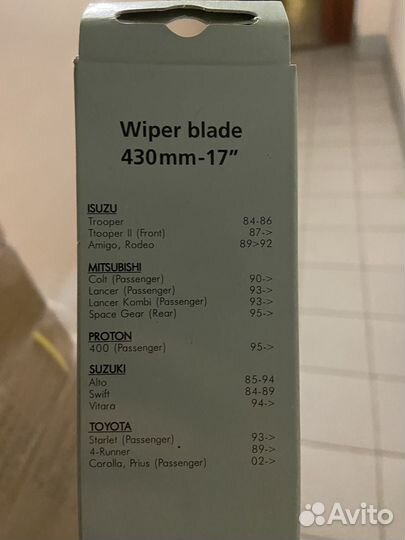 Wiper blade
430mm-17”
ISUZU
Trooper 84-86
Ttooper II (Front) 87->
Amigo, Rodeo 89>92
MITSUBISHI
Colt (Passenger) 90->
Lancer (Passenger) 93->
Lancer Kombi (Passenger) 93->
Space Gear (Rear) 95->
PROTON
400 (Passenger) 95->
SUZUKI
Alto 85-94
Swift 84-89
Vitara 94->
TOYOTA
Starlet (Passenger) 93->
4-Runner 89->
Corolla, Prius (Passenger) 02->
Avito